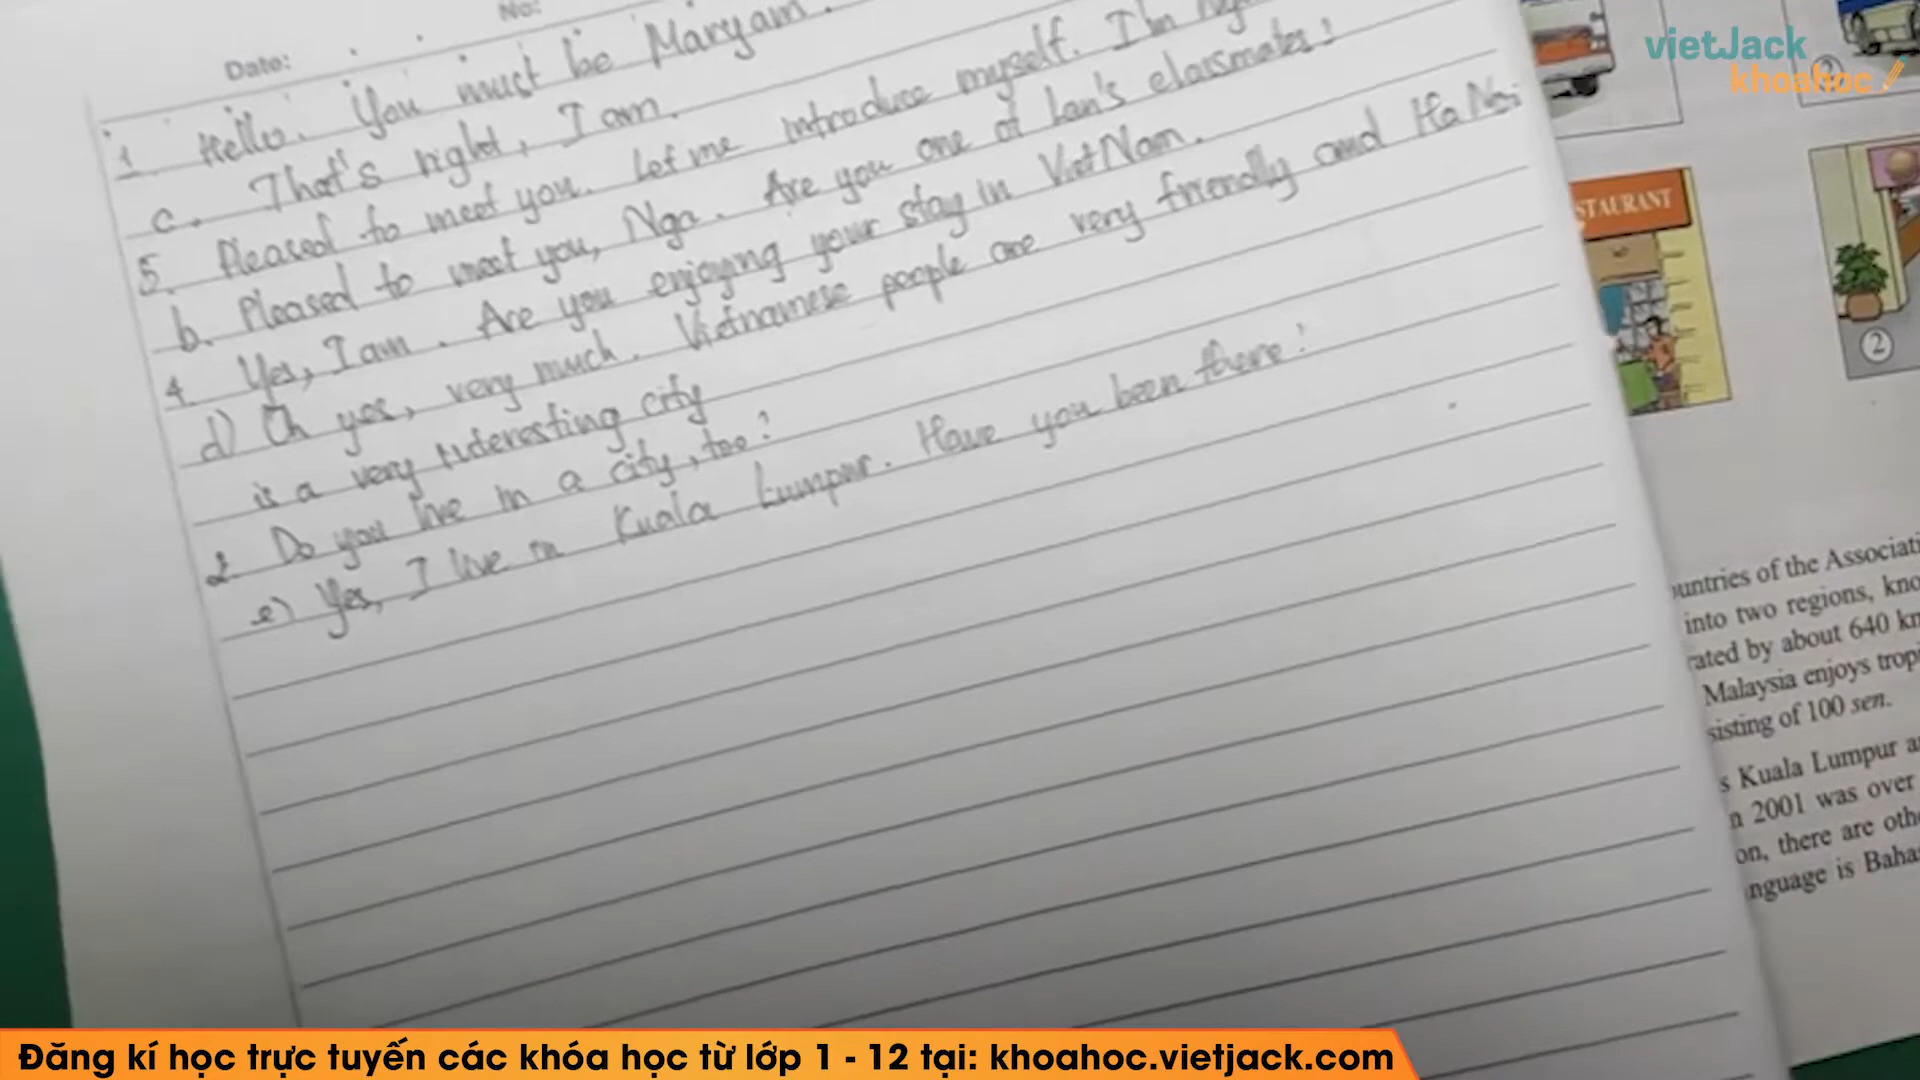 No:
Date:
1. Hello. You must be Maryam.
c. That's right, I am.
5. Pleased to meet you. Let me introduce myself. I'm
b. Pleased to meet you, Nga. Are you one of Lan's classmates?
4. Yes, I am. Are you enjoying your stay in Viet Nam.
d) Oh yes, very much. Vietnamese people are very friendly and Ha Noi
is a very interesting city
2. Do you live in a city, too?
e) Yes, I live in Kuala Lumpur. Have you been there?
vietJack
khoahoc
2
STAURANT
2
untries of the Associati
into two regions, kno
rated by about 640 km
Malaysia enjoys tropi
sisting of 100 sen.
s Kuala Lumpur a
n 2001 was over
on, there are othe
nguage is Baha
Đăng kí học trực tuyến các khóa học từ lớp 1 - 12 tại: khoahoc.vietjack.com